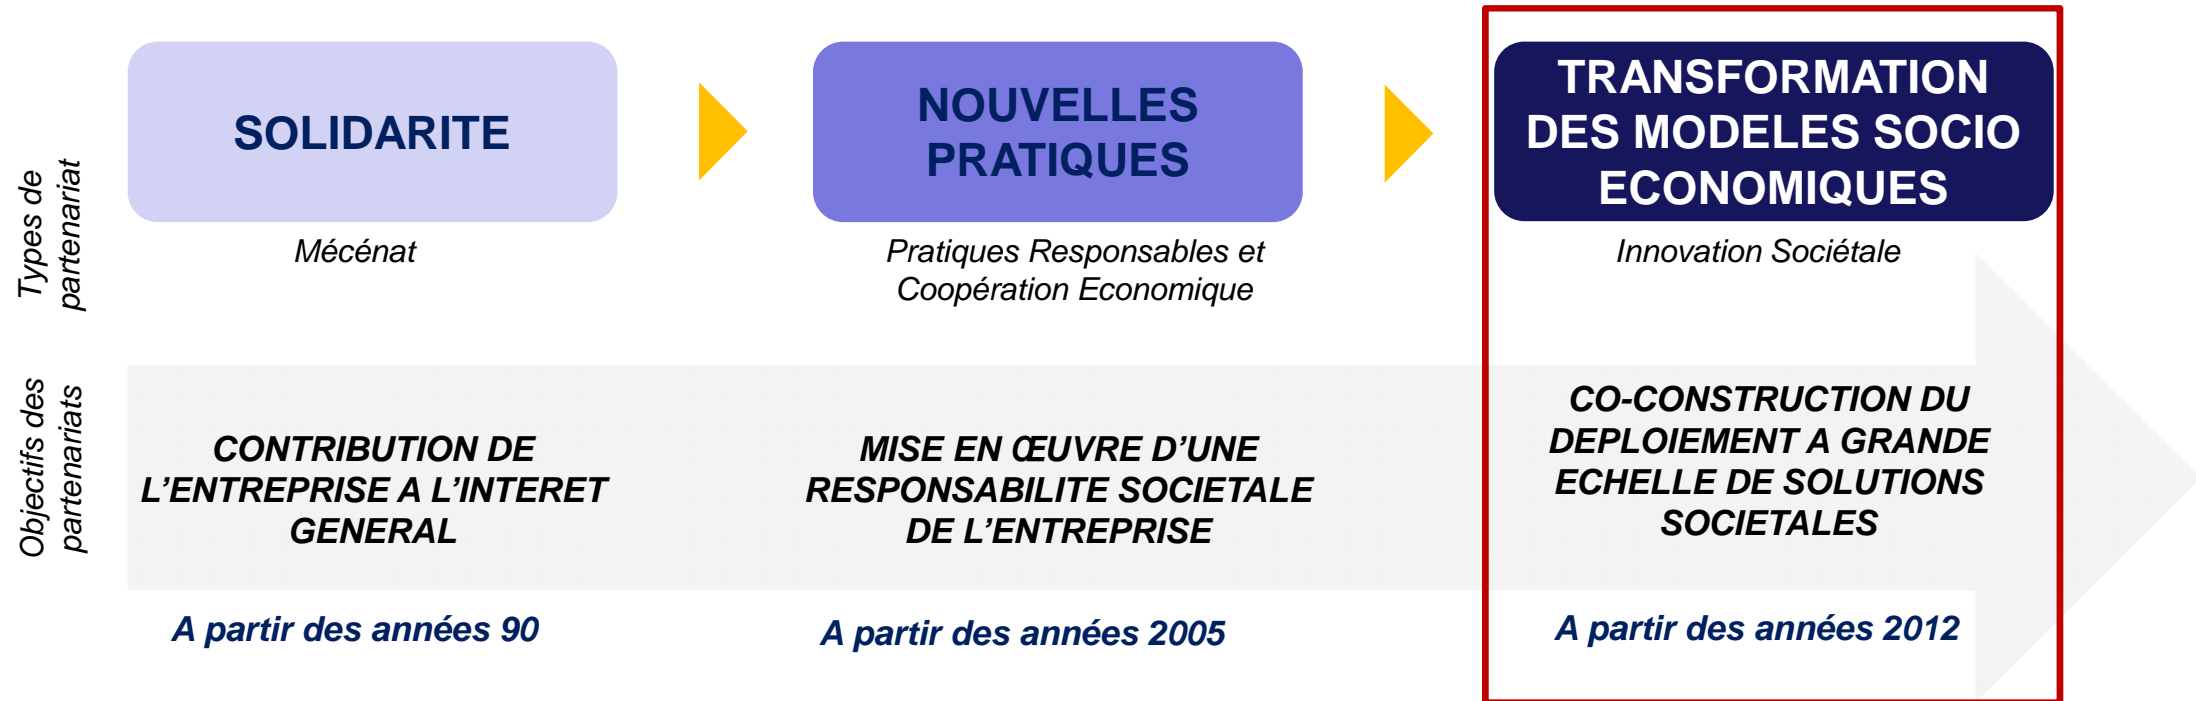 Types de
partenariat
SOLIDARITE
Mécénat
NOUVELLES
PRATIQUES
Pratiques Responsables et
Coopération Economique
TRANSFORMATION
DES MODELES SOCIO
ECONOMIQUES
Innovation Sociétale
Objectifs des
partenariats
CONTRIBUTION DE
L’ENTREPRISE A L’INTERET
GENERAL
MISE EN ŒUVRE D’UNE
RESPONSABILITE SOCIETALE
DE L’ENTREPRISE
CO-CONSTRUCTION DU
DEPLOIEMENT A GRANDE
ECHELLE DE SOLUTIONS
SOCIETALES
A partir des années 90
A partir des années 2005
A partir des années 2012